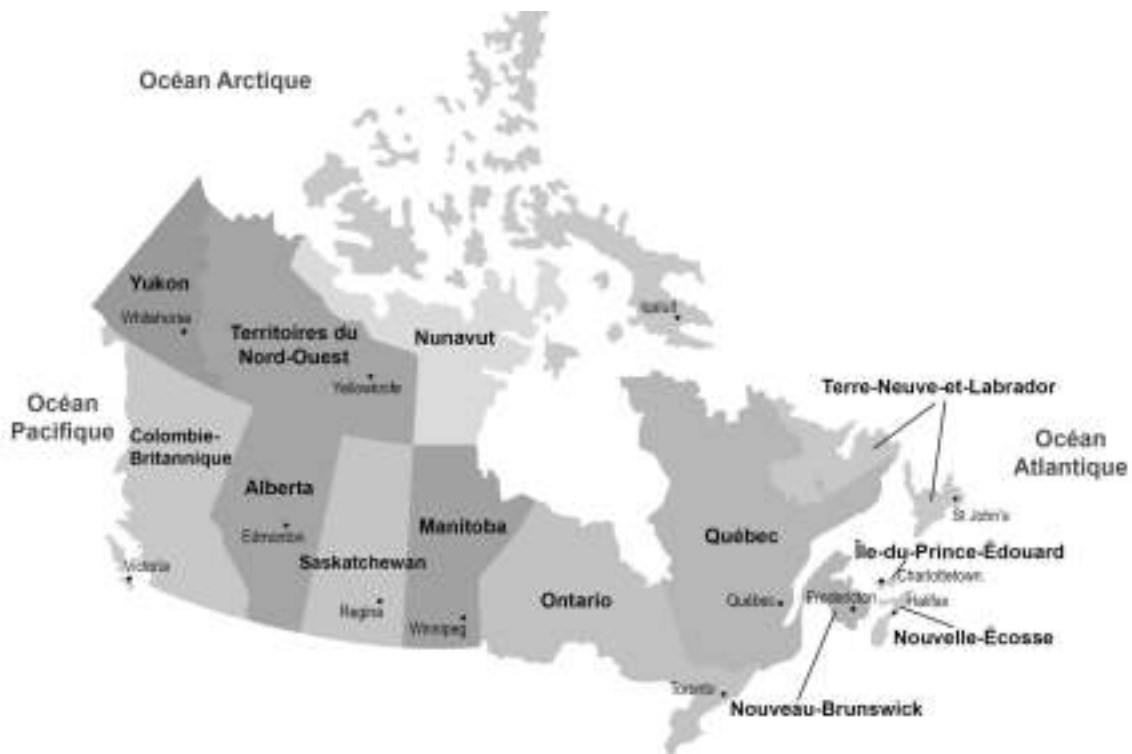 Océan Arctique
Yukon
Whitehorse
Territoires du
Nord-Ouest
Yellowknife
Nunavut
Iqaluit
Océan
Pacifique
Colombie-
Britannique
Terre-Neuve-et-Labrador
Océan
Atlantique
Alberta
Edmonton
Manitoba
Québec
St John's
Victoria
Saskatchewan
Regina
Winnipeg
Ontario
Québec
Île-du-Prince-Édouard
Charlottetown
Fredericton
Halifax
Nouvelle-Écosse
Toronto
Nouveau-Brunswick